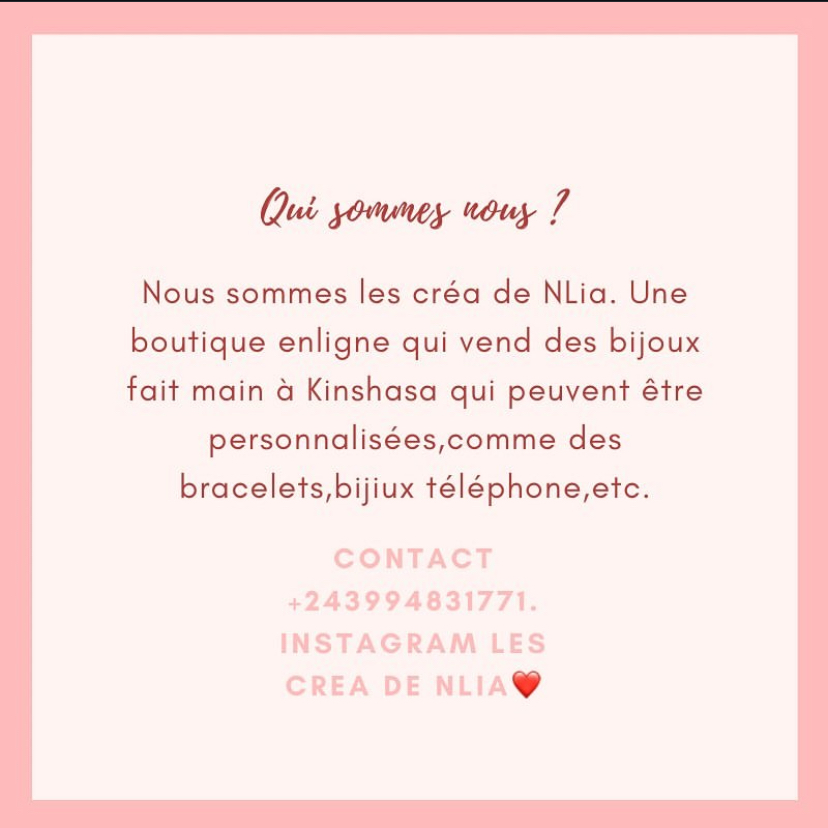 Qui sommes nous ?
Nous sommes les créa de NLia. Une
boutique enligne qui vend des bijoux
fait main à Kinshasa qui peuvent être
personnalisées,comme des
bracelets,bijiux téléphone,etc.
CONTACT
+243994831771.
INSTAGRAM LES
CREA DE NLIA❤️